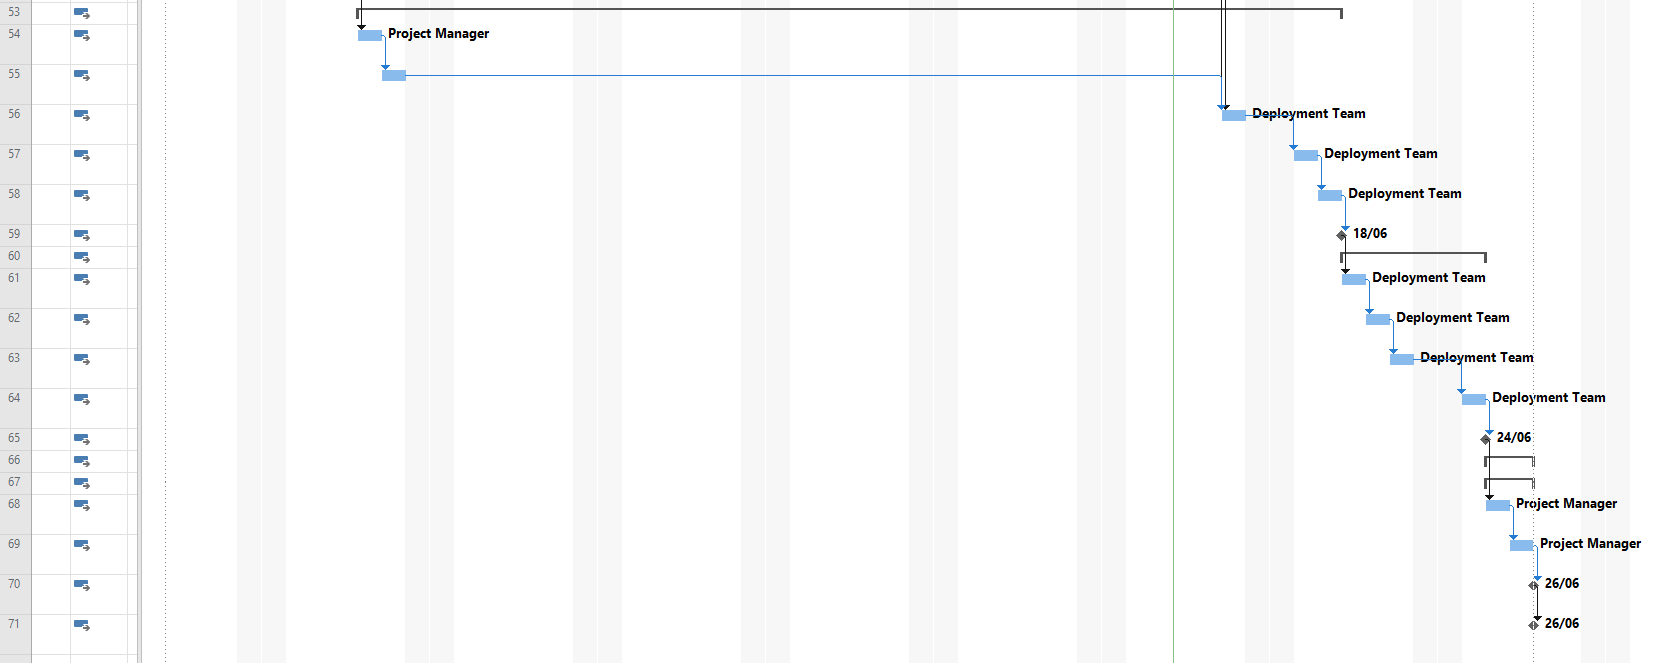 53
54 Project Manager
55
56 Deployment Team
57 Deployment Team
58 Deployment Team
59 18/06
60
61 Deployment Team
62 Deployment Team
63 Deployment Team
64 Deployment Team
65 24/06
66
67
68 Project Manager
69 Project Manager
70 26/06
71 26/06